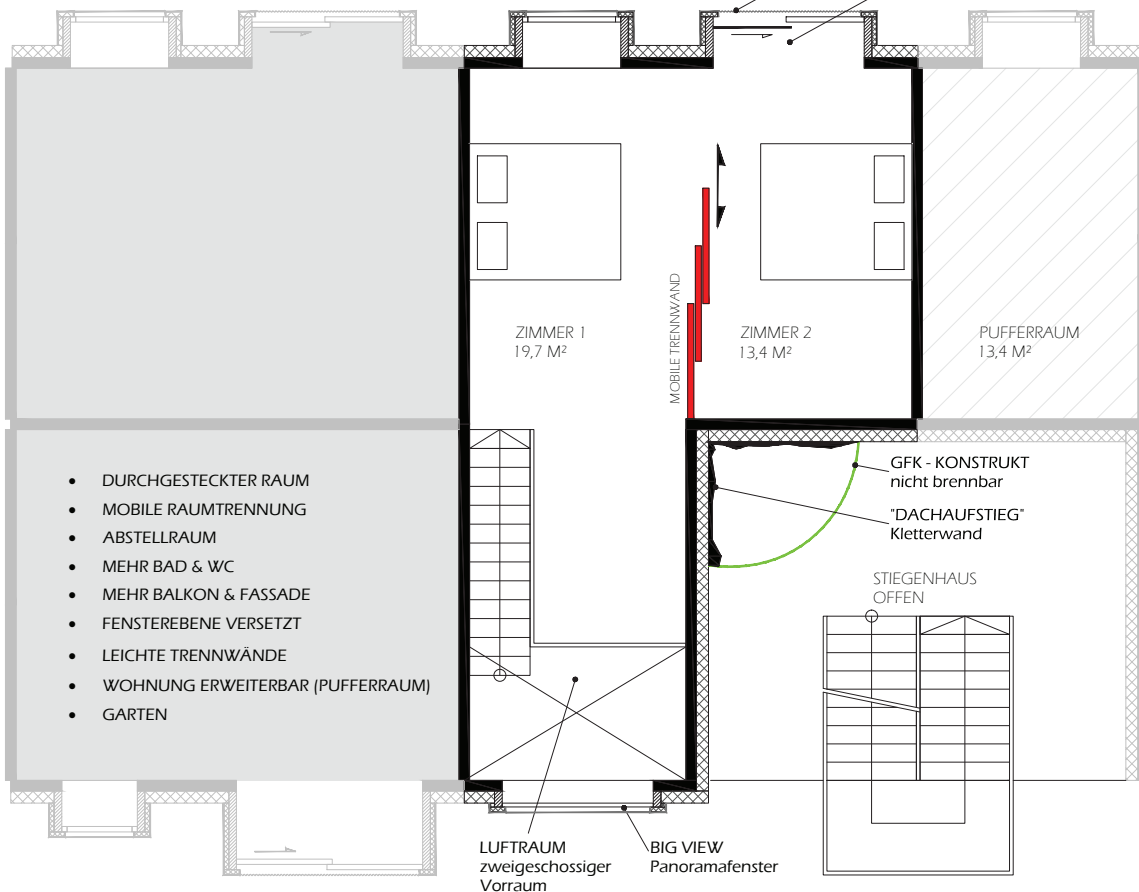 MOBILE TRENNWAND
ZIMMER 1
19,7 M²
ZIMMER 2
13,4 M²
PUFFERRAUM
13,4 M²
• DURCHGESTECKTER RAUM
• MOBILE RAUMTRENNUNG
• ABSTELLRAUM
• MEHR BAD & WC
• MEHR BALKON & FASSADE
• FENSTEREBENE VERSETZT
• LEICHTE TRENNWÄNDE
• WOHNUNG ERWEITERBAR (PUFFERRAUM)
• GARTEN
GFK - KONSTRUKT
nicht brennbar
"DACHAUFSTIEG"
Kletterwand
STIEGENHAUS
OFFEN
LUFTRAUM
zweigeschossiger
Vorraum
BIG VIEW
Panoramafenster